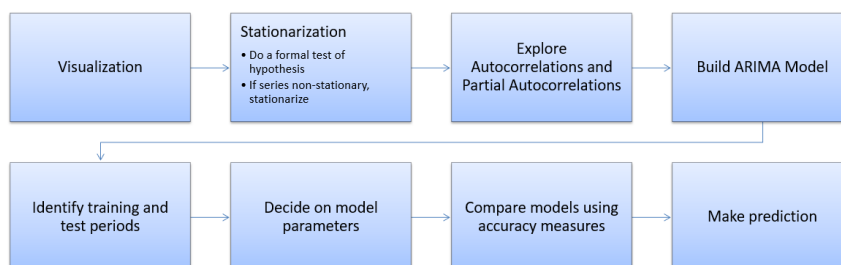 Visualization
Stationarization
• Do a formal test of
hypothesis
• If series non-stationary,
stationarize
Explore
Autocorrelations and
Partial Autocorrelations
Build ARIMA Model
Identify training and
test periods
Decide on model
parameters
Compare models using
accuracy measures
Make prediction